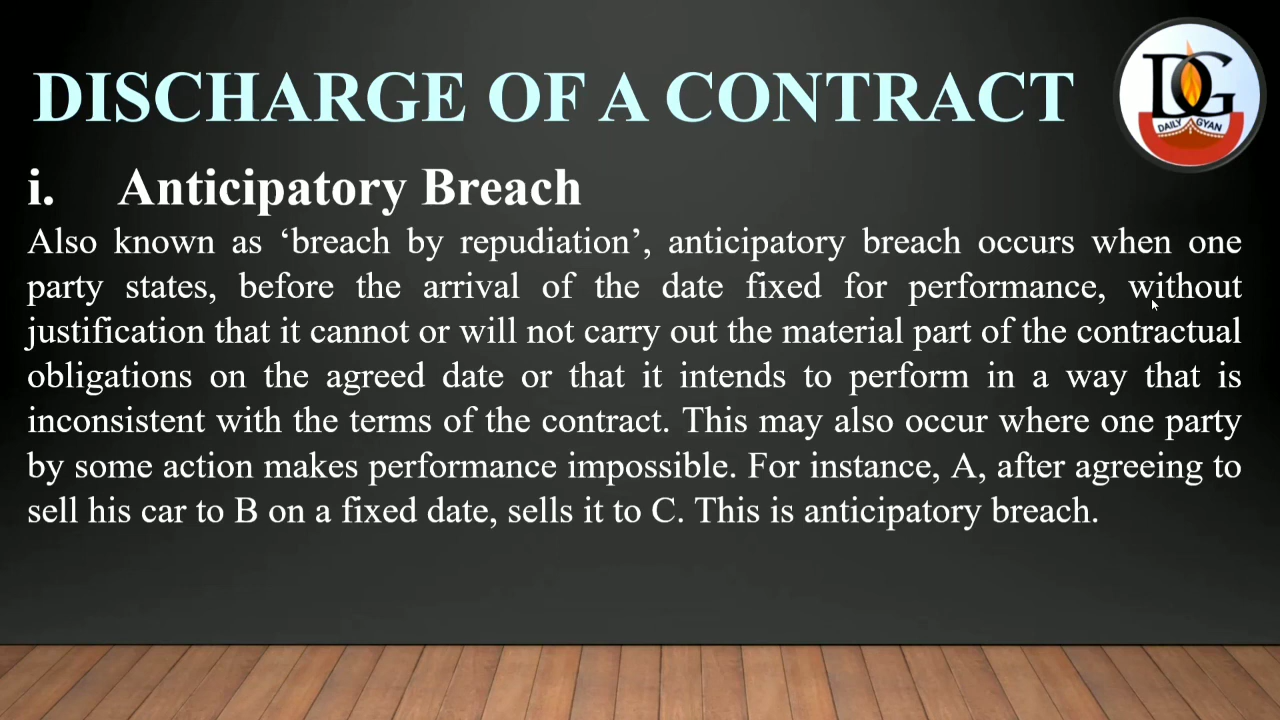 DISCHARGE OF A CONTRACT
DG
DAILY GYAN
i. Anticipatory Breach
Also known as ‘breach by repudiation’, anticipatory breach occurs when one
party states, before the arrival of the date fixed for performance, without
justification that it cannot or will not carry out the material part of the contractual
obligations on the agreed date or that it intends to perform in a way that is
inconsistent with the terms of the contract. This may also occur where one party
by some action makes performance impossible. For instance, A, after agreeing to
sell his car to B on a fixed date, sells it to C. This is anticipatory breach.